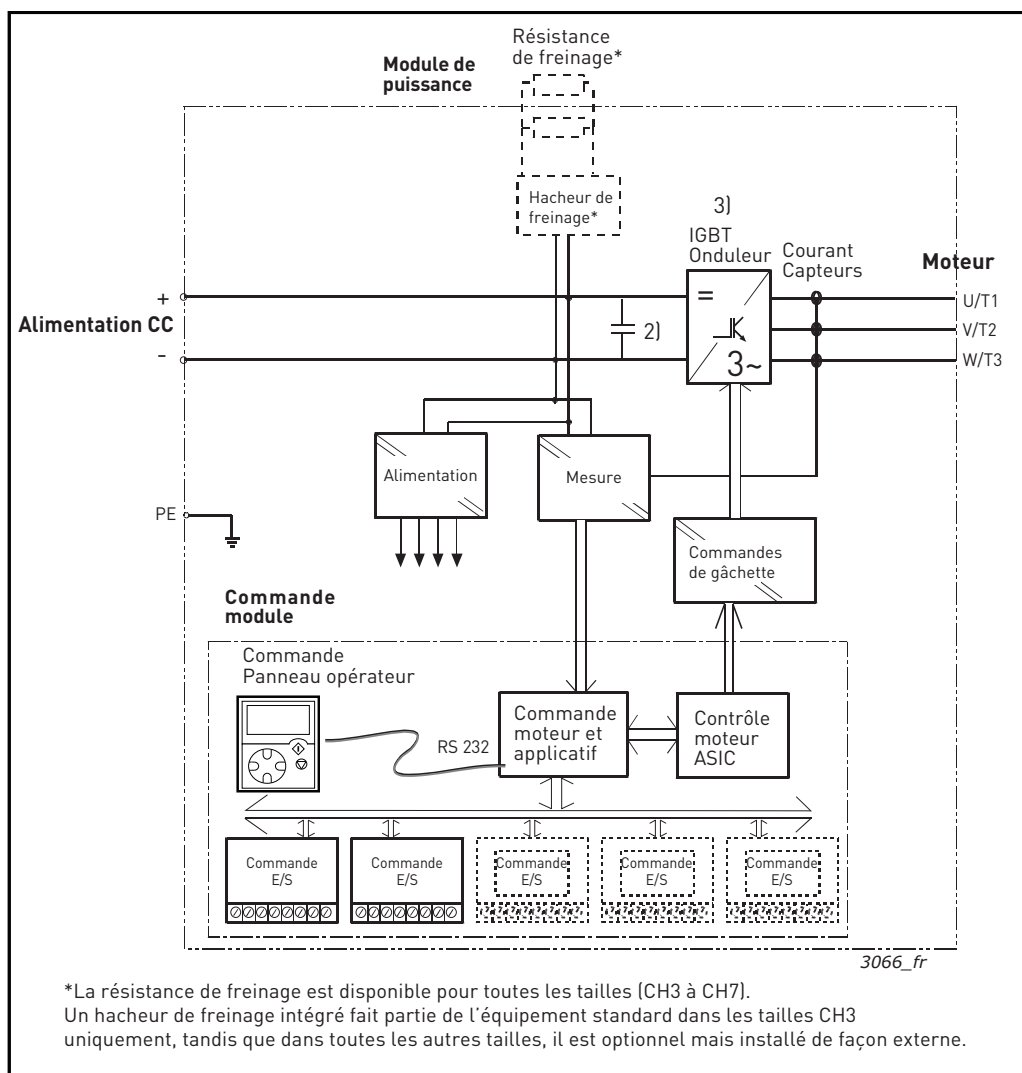 Résistance
de freinage*
Module de
puissance
Hacheur de
freinage*
3)
IGBT
Onduleur
Courant
Capteurs
Moteur
+
=
U/T1
Alimentation CC
2)
V/T2
-
3~
W/T3
Alimentation
Mesure
PE
Commandes
de gâchette
Commande
module
Commande
Panneau opérateur
RS 232
Commande
moteur et
applicatif
Contrôle
moteur
ASIC
Commande
E/S
Commande
E/S
Commande
E/S
Commande
E/S
Commande
E/S
3066_fr
*La résistance de freinage est disponible pour toutes les tailles (CH3 à CH7).
Un hacheur de freinage intégré fait partie de l'équipement standard dans les tailles CH3
uniquement, tandis que dans toutes les autres tailles, il est optionnel mais installé de façon externe.